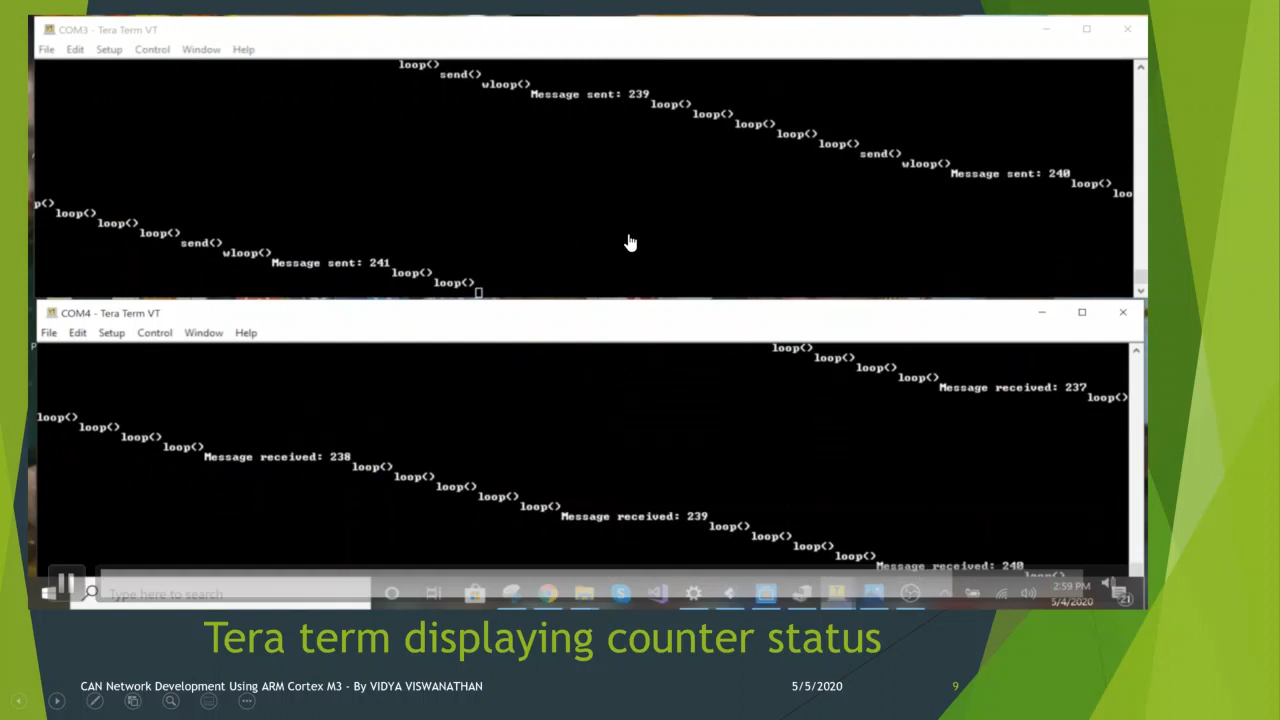 COM3 - Tera Term VT
File Edit Setup Control Window Help
loop()
send()
wloop()
Message sent: 239
loop()
loop()
loop()
loop()
loop()
send()
wloop()
Message sent: 240
loop()
loo
p()
loop()
loop()
loop()
send()
wloop()
Message sent: 241
loop()
loop()
COM4 - Tera Term VT
File Edit Setup Control Window Help
loop()
loop()
loop()
loop()
Message received: 237
loop()
loop()
loop()
loop()
loop()
Message received: 238
loop()
loop()
loop()
loop()
loop()
Message received: 239
loop()
loop()
loop()
loop()
Message received: 240
loop()
Type here to search
2:59 PM
5/4/2020
21
Tera term displaying counter status
CAN Network Development Using ARM Cortex M3 - By VIDYA VISWANATHAN 5/5/2020 9